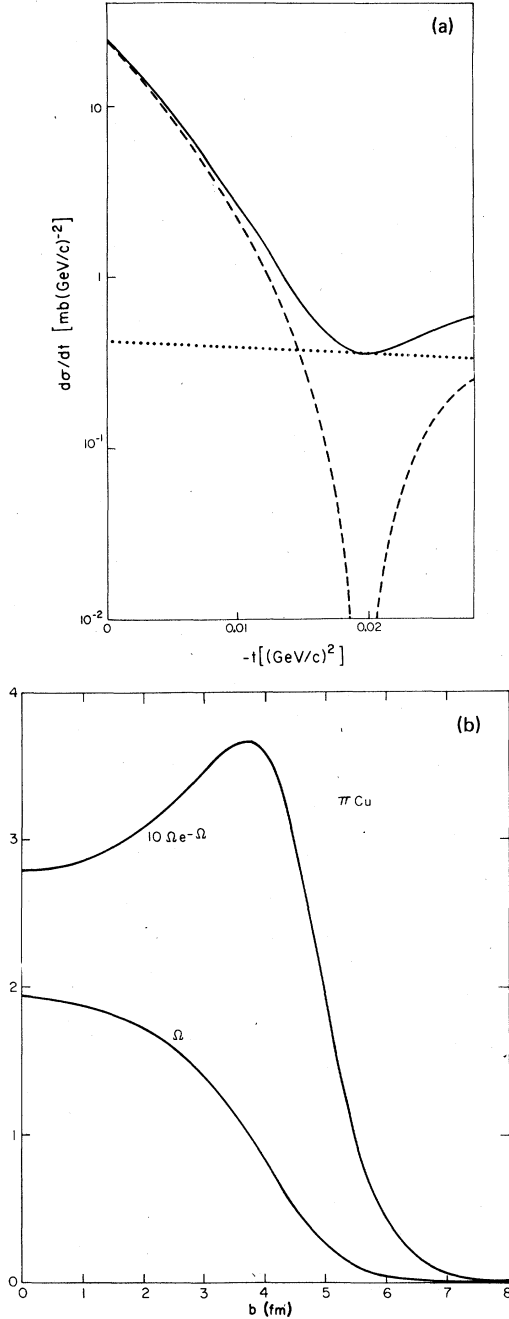 (a)
10
1
10⁻¹
10⁻²
dσ/dt [mb(GeV/c)⁻²]
0
0.01
0.02
-t[(GeV/c)²]
(b)
4
3
2
1
0
πCu
10 Ωe-Ω
Ω
0 1 2 3 4 5 6 7 8
b (fm)